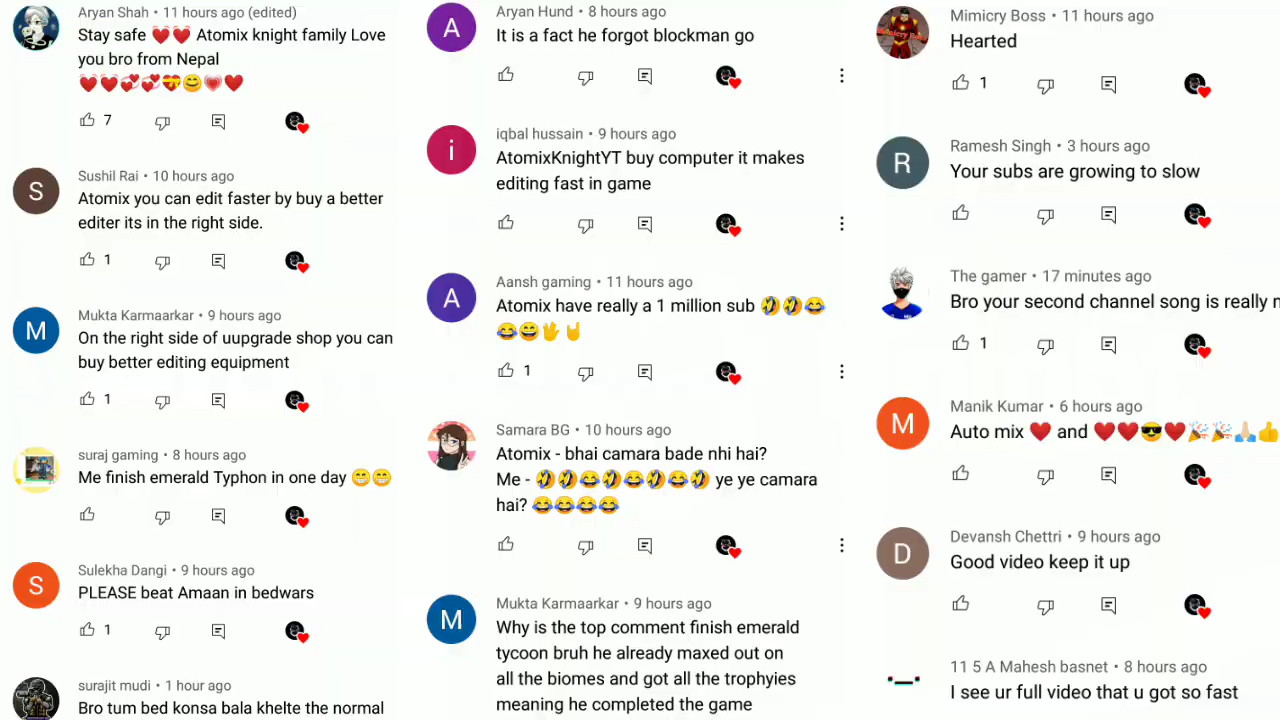 Aryan Shah • 11 hours ago (edited)
Stay safe ❤️❤️ Atomix knight family Love
you bro from Nepal
❤️❤️💞💞💝😊💗❤️
7
Sushil Rai • 10 hours ago
Atomix you can edit faster by buy a better
editer its in the right side.
1
Mukta Karmaarkar • 9 hours ago
On the right side of uupgrade shop you can
buy better editing equipment
1
suraj gaming • 8 hours ago
Me finish emerald Typhon in one day 😁😁
Sulekha Dangi • 9 hours ago
PLEASE beat Amaan in bedwars
1
surajit mudi • 1 hour ago
Bro tum bed konsa bala khelte the normal
Aryan Hund • 8 hours ago
It is a fact he forgot blockman go
iqbal hussain • 9 hours ago
AtomixKnightYT buy computer it makes
editing fast in game
Aansh gaming • 11 hours ago
Atomix have really a 1 million sub 🤣🤣😂
😂😄🖖🤘
1
Samara BG • 10 hours ago
Atomix - bhai camara bade nhi hai?
Me - 🤣🤣😂🤣😂🤣😂🤣 ye ye camara
hai? 😂😂😂😂
Mukta Karmaarkar • 9 hours ago
Why is the top comment finish emerald
tycoon bruh he already maxed out on
all the biomes and got all the trophyies
meaning he completed the game
Mimicry Boss • 11 hours ago
Hearted
1
Ramesh Singh • 3 hours ago
Your subs are growing to slow
The gamer • 17 minutes ago
Bro your second channel song is really
1
Manik Kumar • 6 hours ago
Auto mix ❤️ and ❤️❤️😎❤️🎉🎉🙏🏻👍
Devansh Chettri • 9 hours ago
Good video keep it up
11 5 A Mahesh basnet • 8 hours ago
I see ur full video that u got so fast